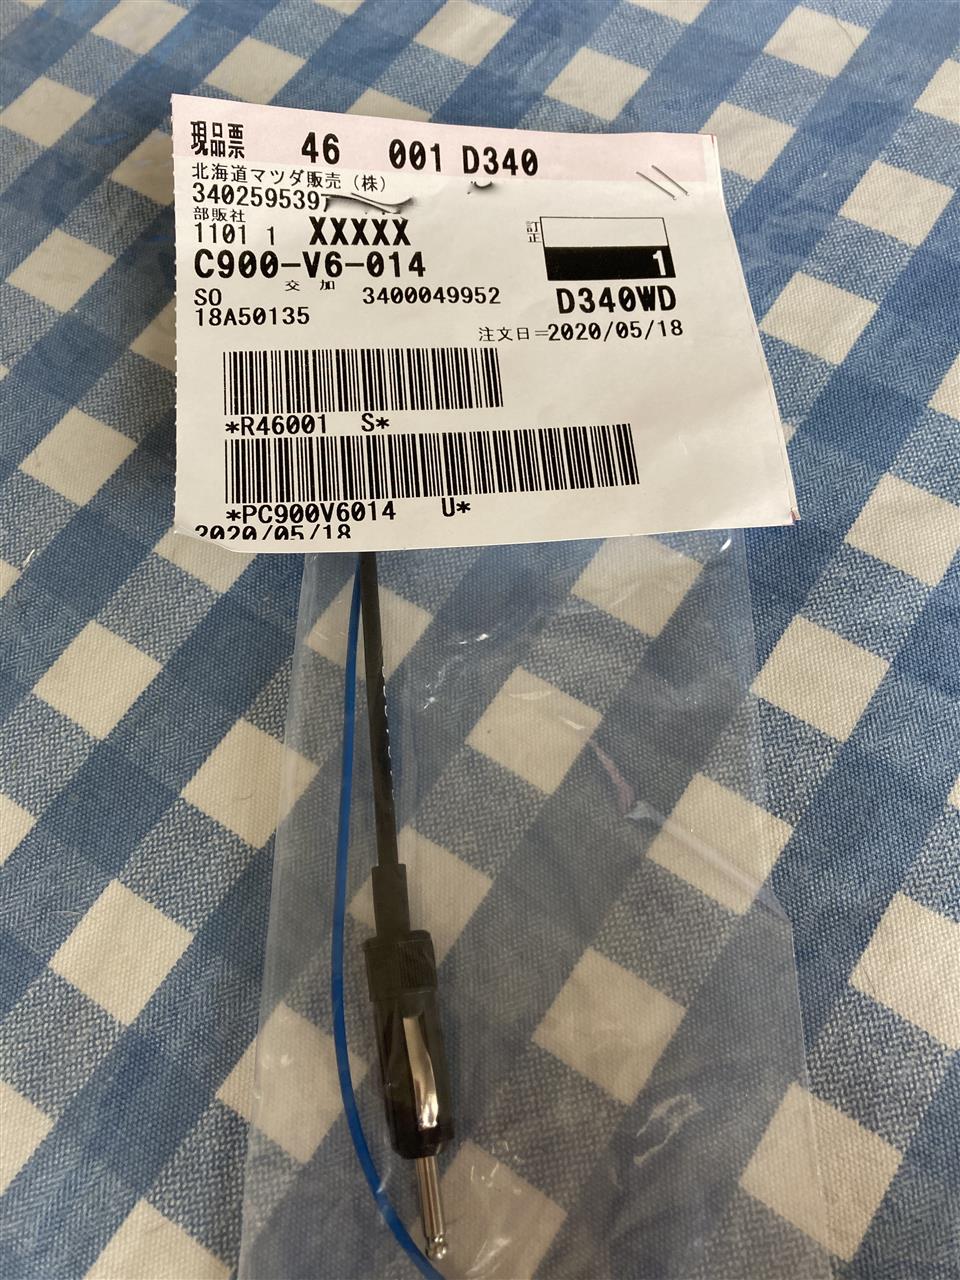 現品票 46 001 D340
北海道マツダ販売（株）
3402595397
部販社
1101 1 XXXXX
訂正
1
C900-V6-014
交 加
SO 3400049952 D340WD
18A50135
注文日=2020/05/18
*R46001 S*
*PC900V6014 U*
2020/05/18